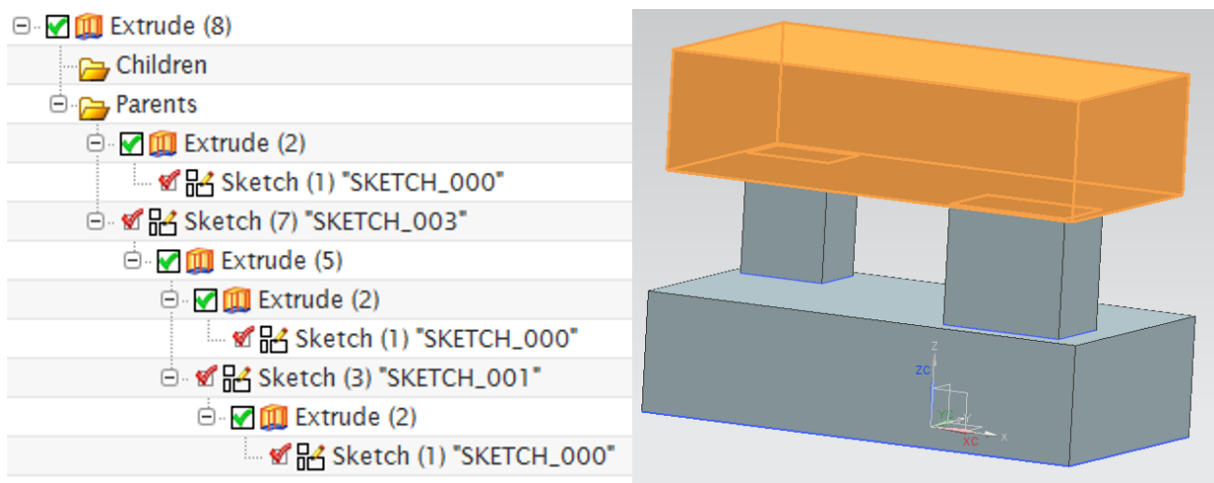 Extrude (8)
Children
Parents
Extrude (2)
Sketch (1) "SKETCH_000"
Sketch (7) "SKETCH_003"
Extrude (5)
Extrude (2)
Sketch (1) "SKETCH_000"
Sketch (3) "SKETCH_001"
Extrude (2)
Sketch (1) "SKETCH_000"
Z
ZC
YC
Y
XC
X